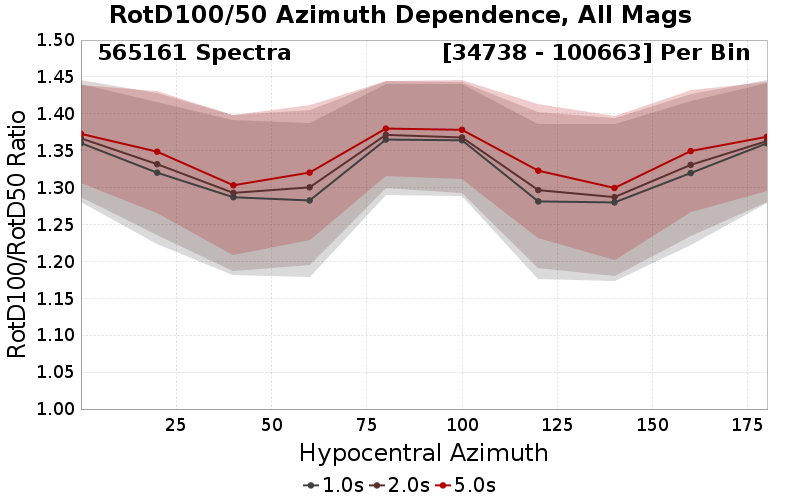 RotD100/50 Azimuth Dependence, All Mags
565161 Spectra [34738 - 100663] Per Bin
RotD100/RotD50 Ratio
1.50
1.45
1.40
1.35
1.30
1.25
1.20
1.15
1.10
1.05
1.00
25 50 75 100 125 150 175
Hypocentral Azimuth
1.0s 2.0s 5.0s